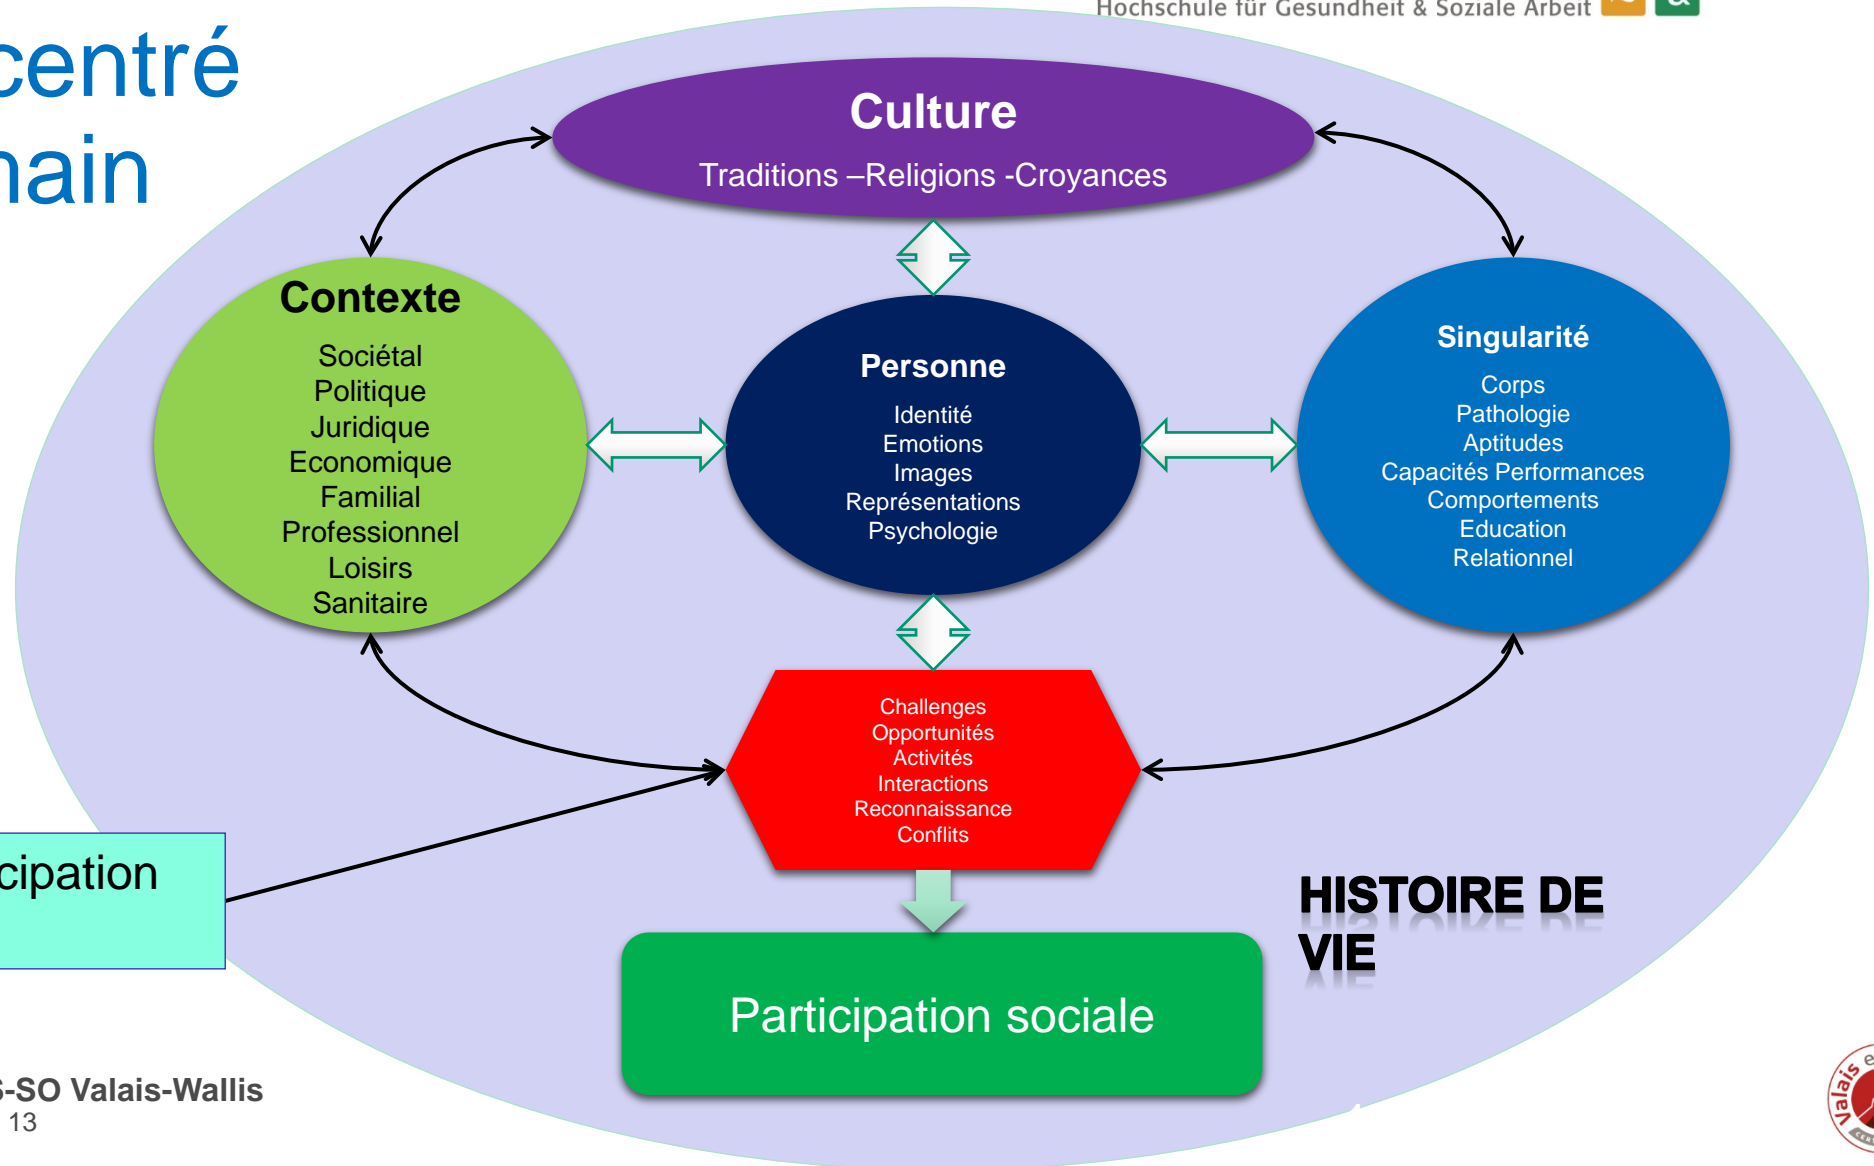 Hochschule für Gesundheit & Soziale Arbeit
centré
Culture
Traditions –Religions -Croyances
Contexte
Sociétal
Politique
Juridique
Economique
Familial
Professionnel
Loisirs
Sanitaire
Personne
Identité
Emotions
Images
Représentations
Psychologie
Singularité
Corps
Pathologie
Aptitudes
Capacités Performances
Comportements
Education
Relationnel
Challenges
Opportunités
Activités
Interactions
Reconnaissance
Conflits
cipation
HISTOIRE DE
VIE
Participation sociale
S-SO Valais-Wallis
13
Valais